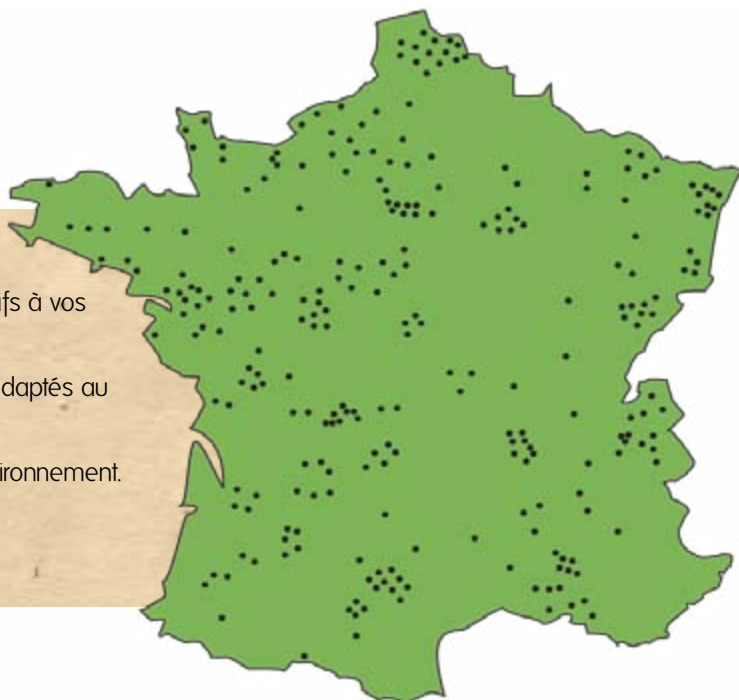 ifs à vos
daptés au
ironnement.